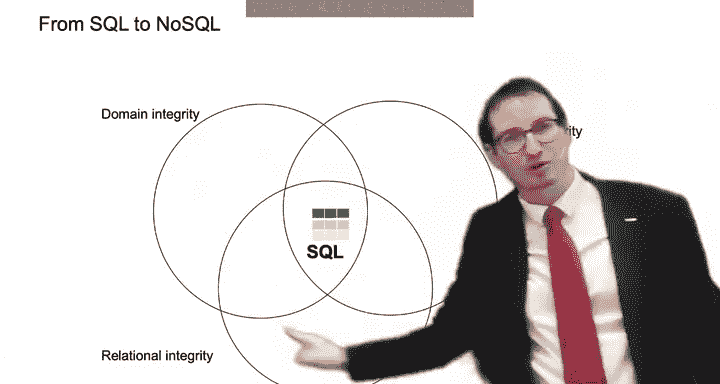 From SQL to NoSQL
Domain integrity
SQL
Relational integrity